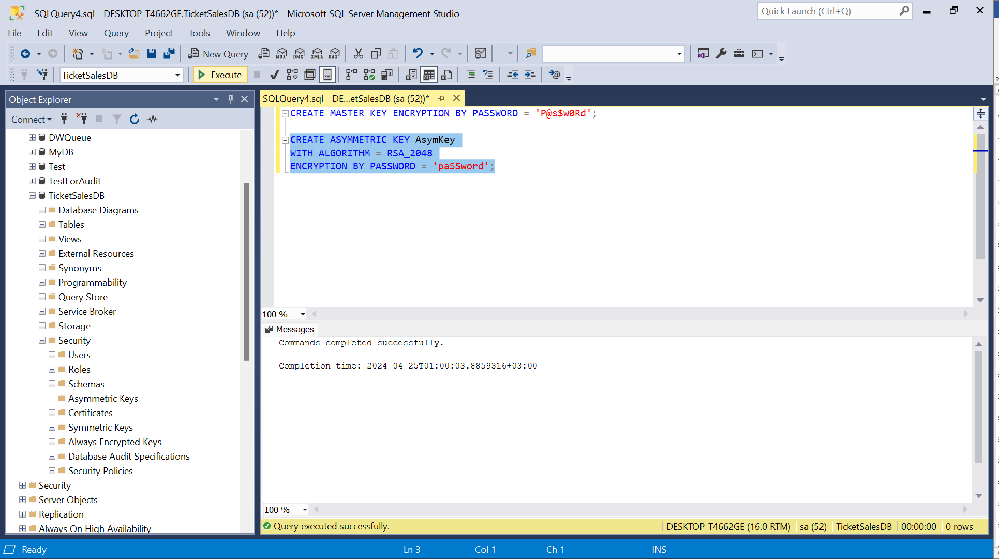 SQLQuery4.sql - DESKTOP-T4662GE.TicketSalesDB (sa (52))* - Microsoft SQL Server Management Studio
Quick Launch (Ctrl+Q)
File Edit View Query Project Tools Window Help
New Query MDX DMX XMLA DAX
TicketSalesDB Execute
Object Explorer
Connect
DWQueue
MyDB
Test
TestForAudit
TicketSalesDB
Database Diagrams
Tables
Views
External Resources
Synonyms
Programmability
Query Store
Service Broker
Storage
Security
Users
Roles
Schemas
Asymmetric Keys
Certificates
Symmetric Keys
Always Encrypted Keys
Database Audit Specifications
Security Policies
Security
Server Objects
Replication
Always On High Availability
SQLQuery4.sql - DE...etSalesDB (sa (52))*
CREATE MASTER KEY ENCRYPTION BY PASSWORD = 'P@s$w0Rd';
CREATE ASYMMETRIC KEY AsymKey
WITH ALGORITHM = RSA_2048
ENCRYPTION BY PASSWORD = 'paSSword';
100 %
Messages
Commands completed successfully.
Completion time: 2024-04-25T01:00:03.8859316+03:00
100 %
Query executed successfully. DESKTOP-T4662GE (16.0 RTM) sa (52) TicketSalesDB 00:00:00 0 rows
Ready Ln 3 Col 1 Ch 1 INS